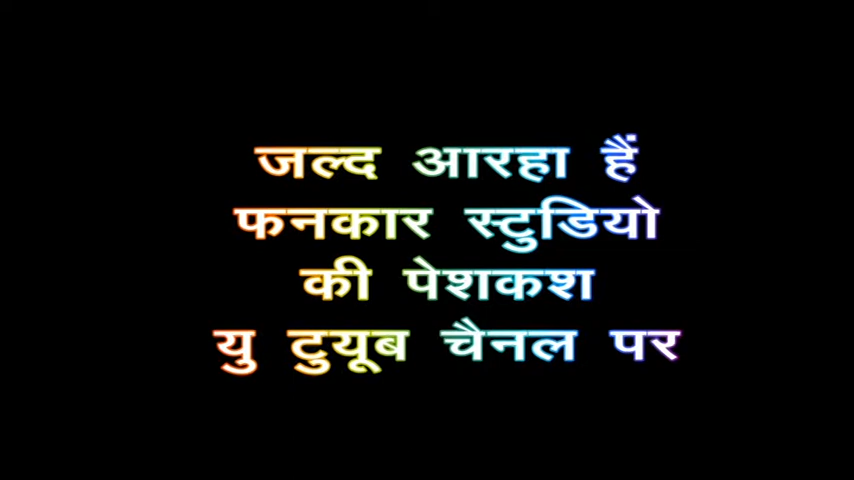 जल्द आरहा हैं
फनकार स्टुडियो
की पेशकश
यु टुयूब चैनल पर